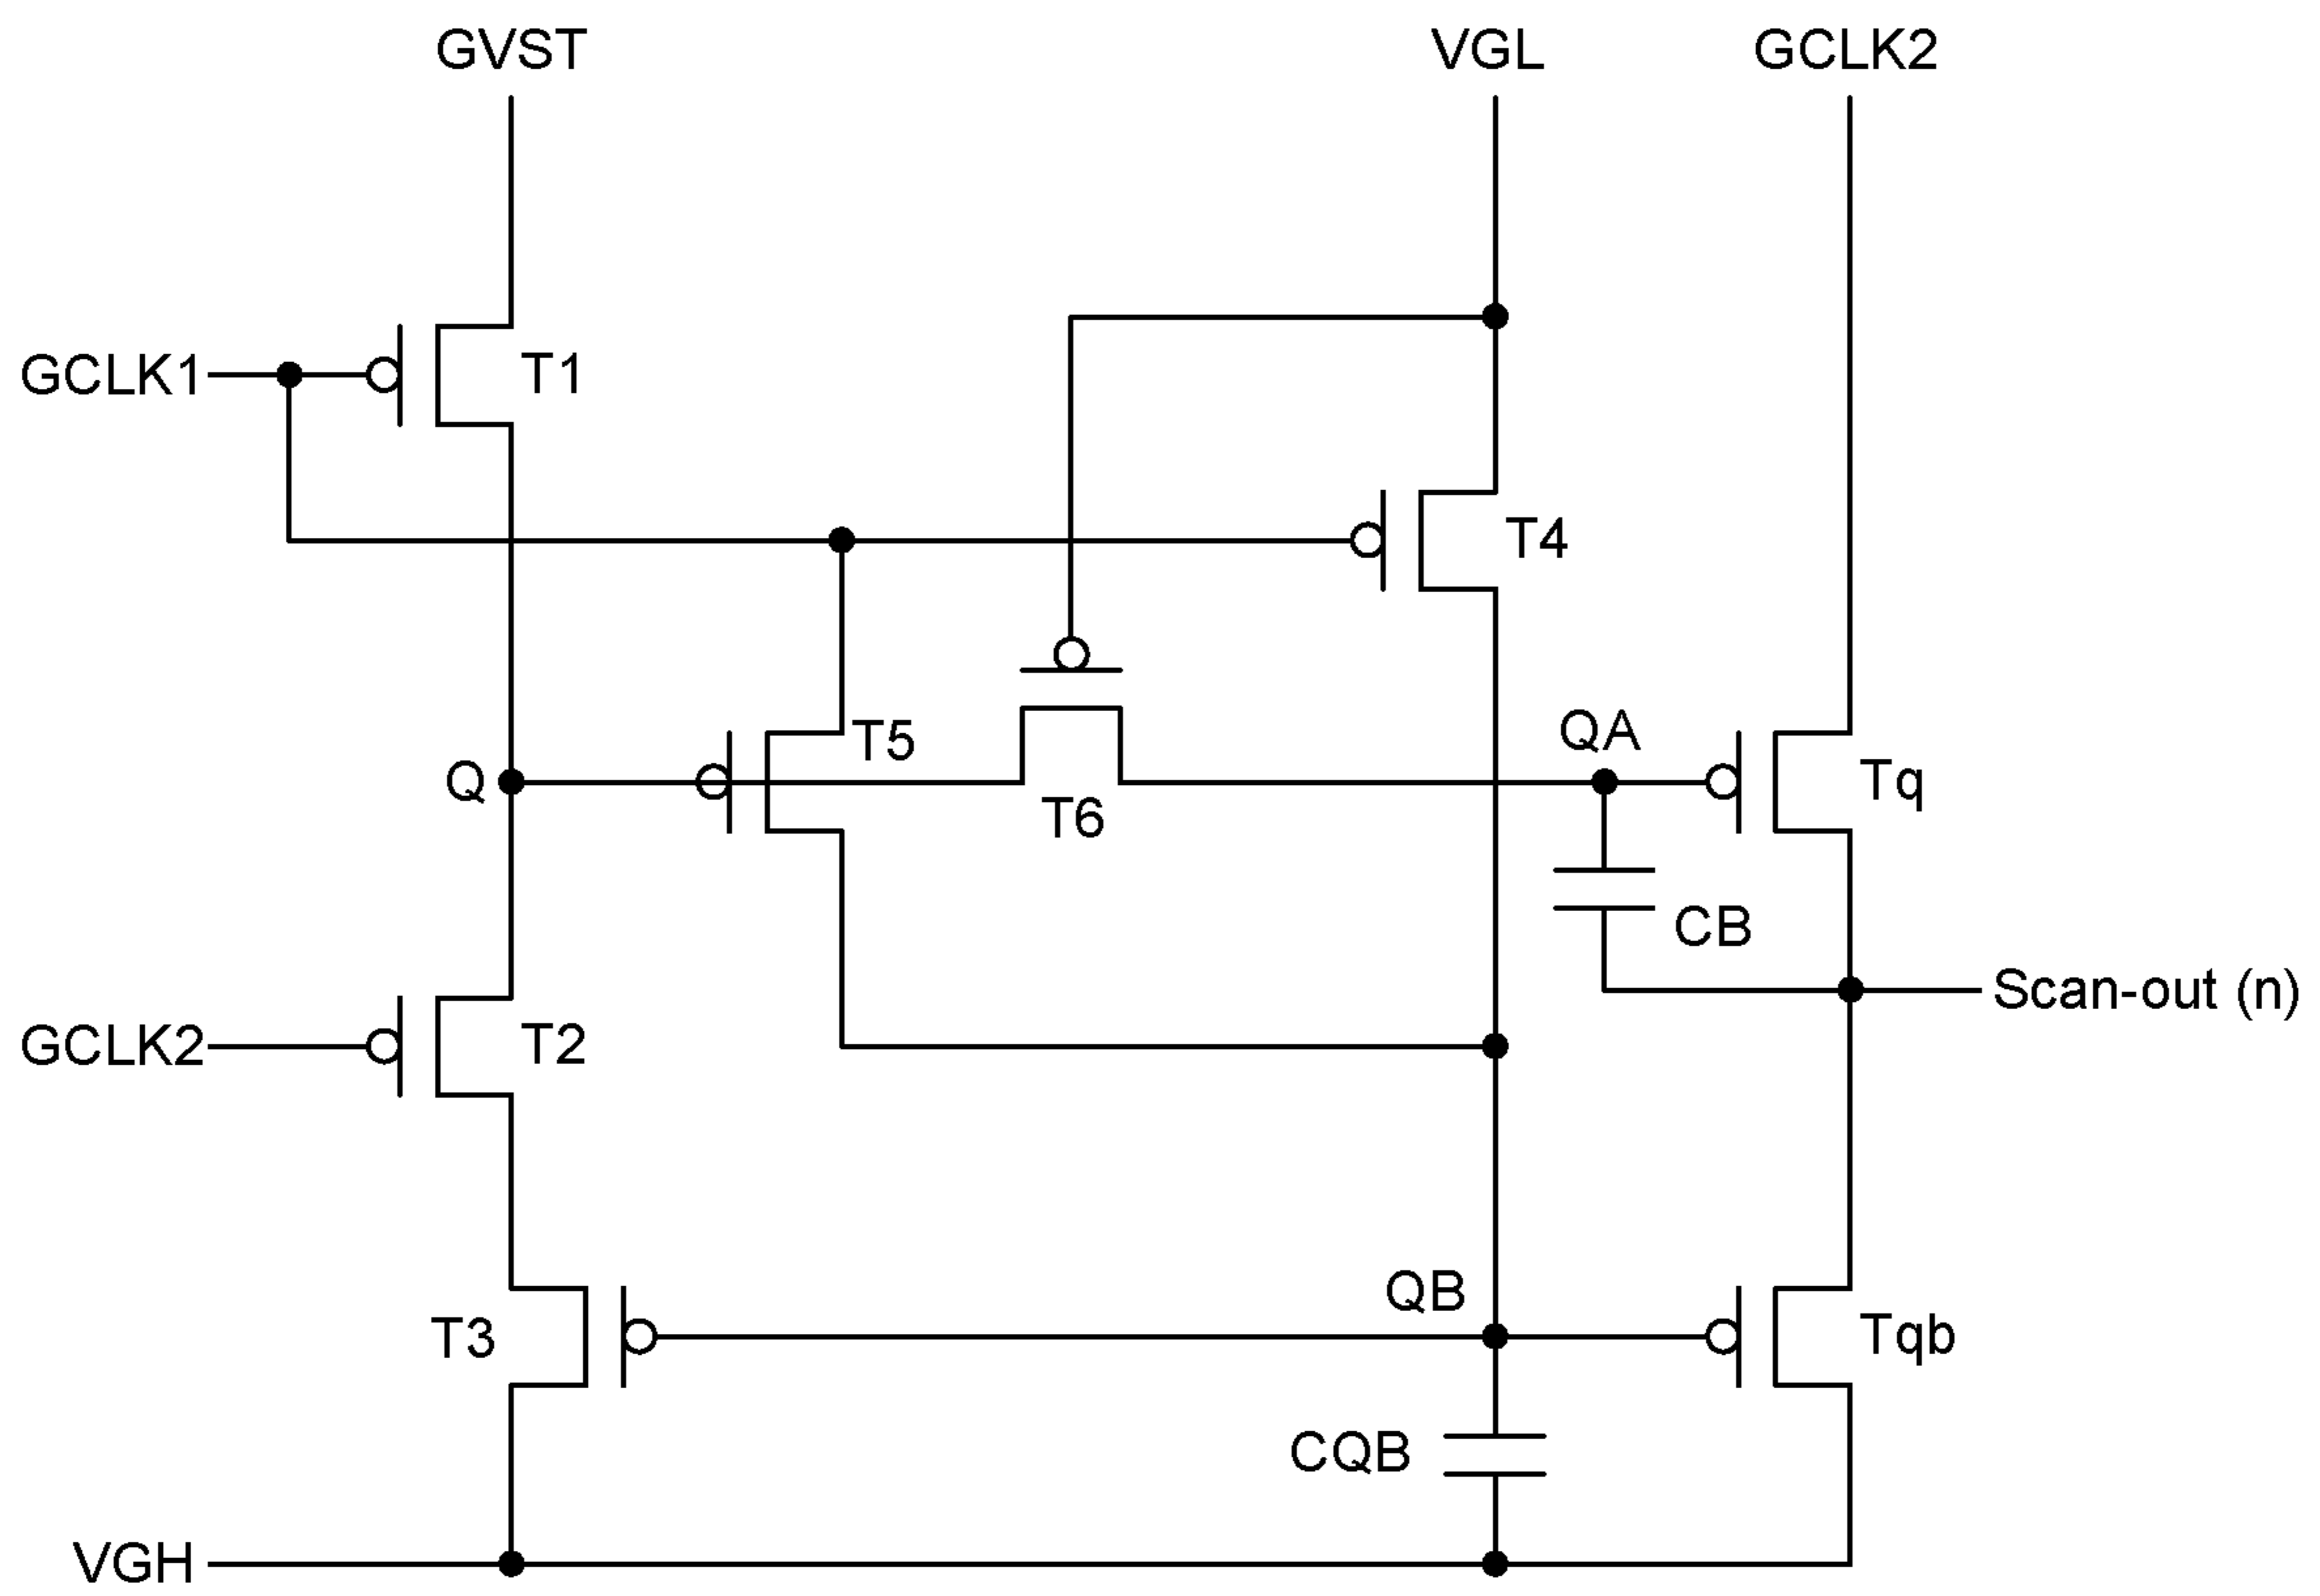 GVST
VGL
GCLK2
GCLK1
T1
T4
T5
QA
Q
Tq
T6
CB
Scan-out (n)
GCLK2
T2
QB
T3
Tqb
CQB
VGH